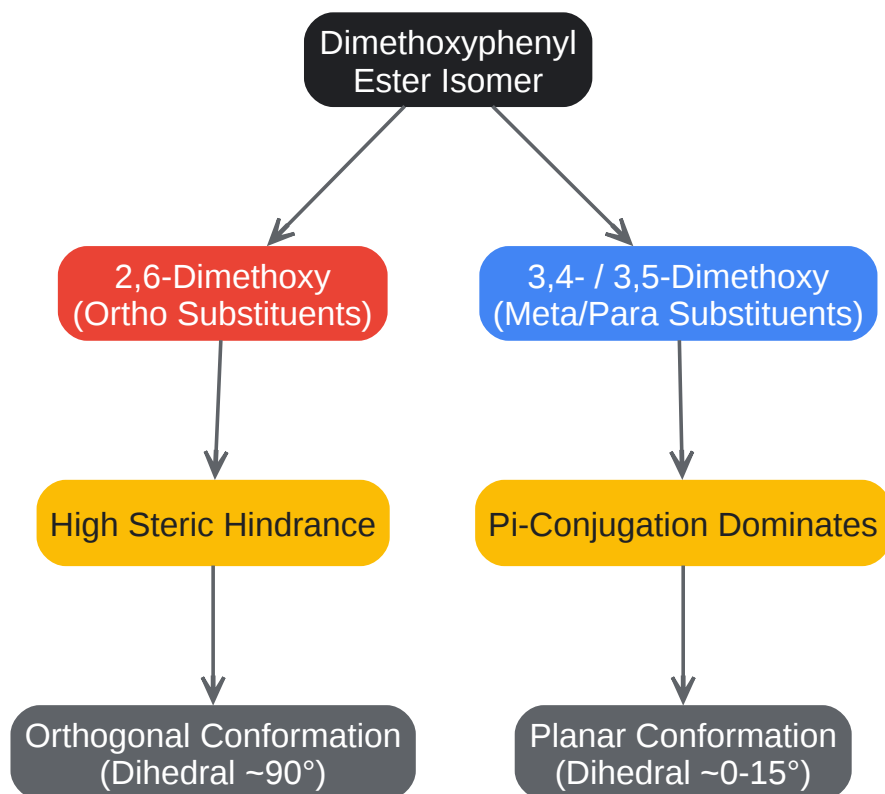 Dimethoxyphenyl
Ester Isomer
2,6-Dimethoxy
(Ortho Substituents)
3,4- / 3,5-Dimethoxy
(Meta/Para Substituents)
High Steric Hindrance
Pi-Conjugation Dominates
Orthogonal Conformation
(Dihedral ~90°)
Planar Conformation
(Dihedral ~0-15°)